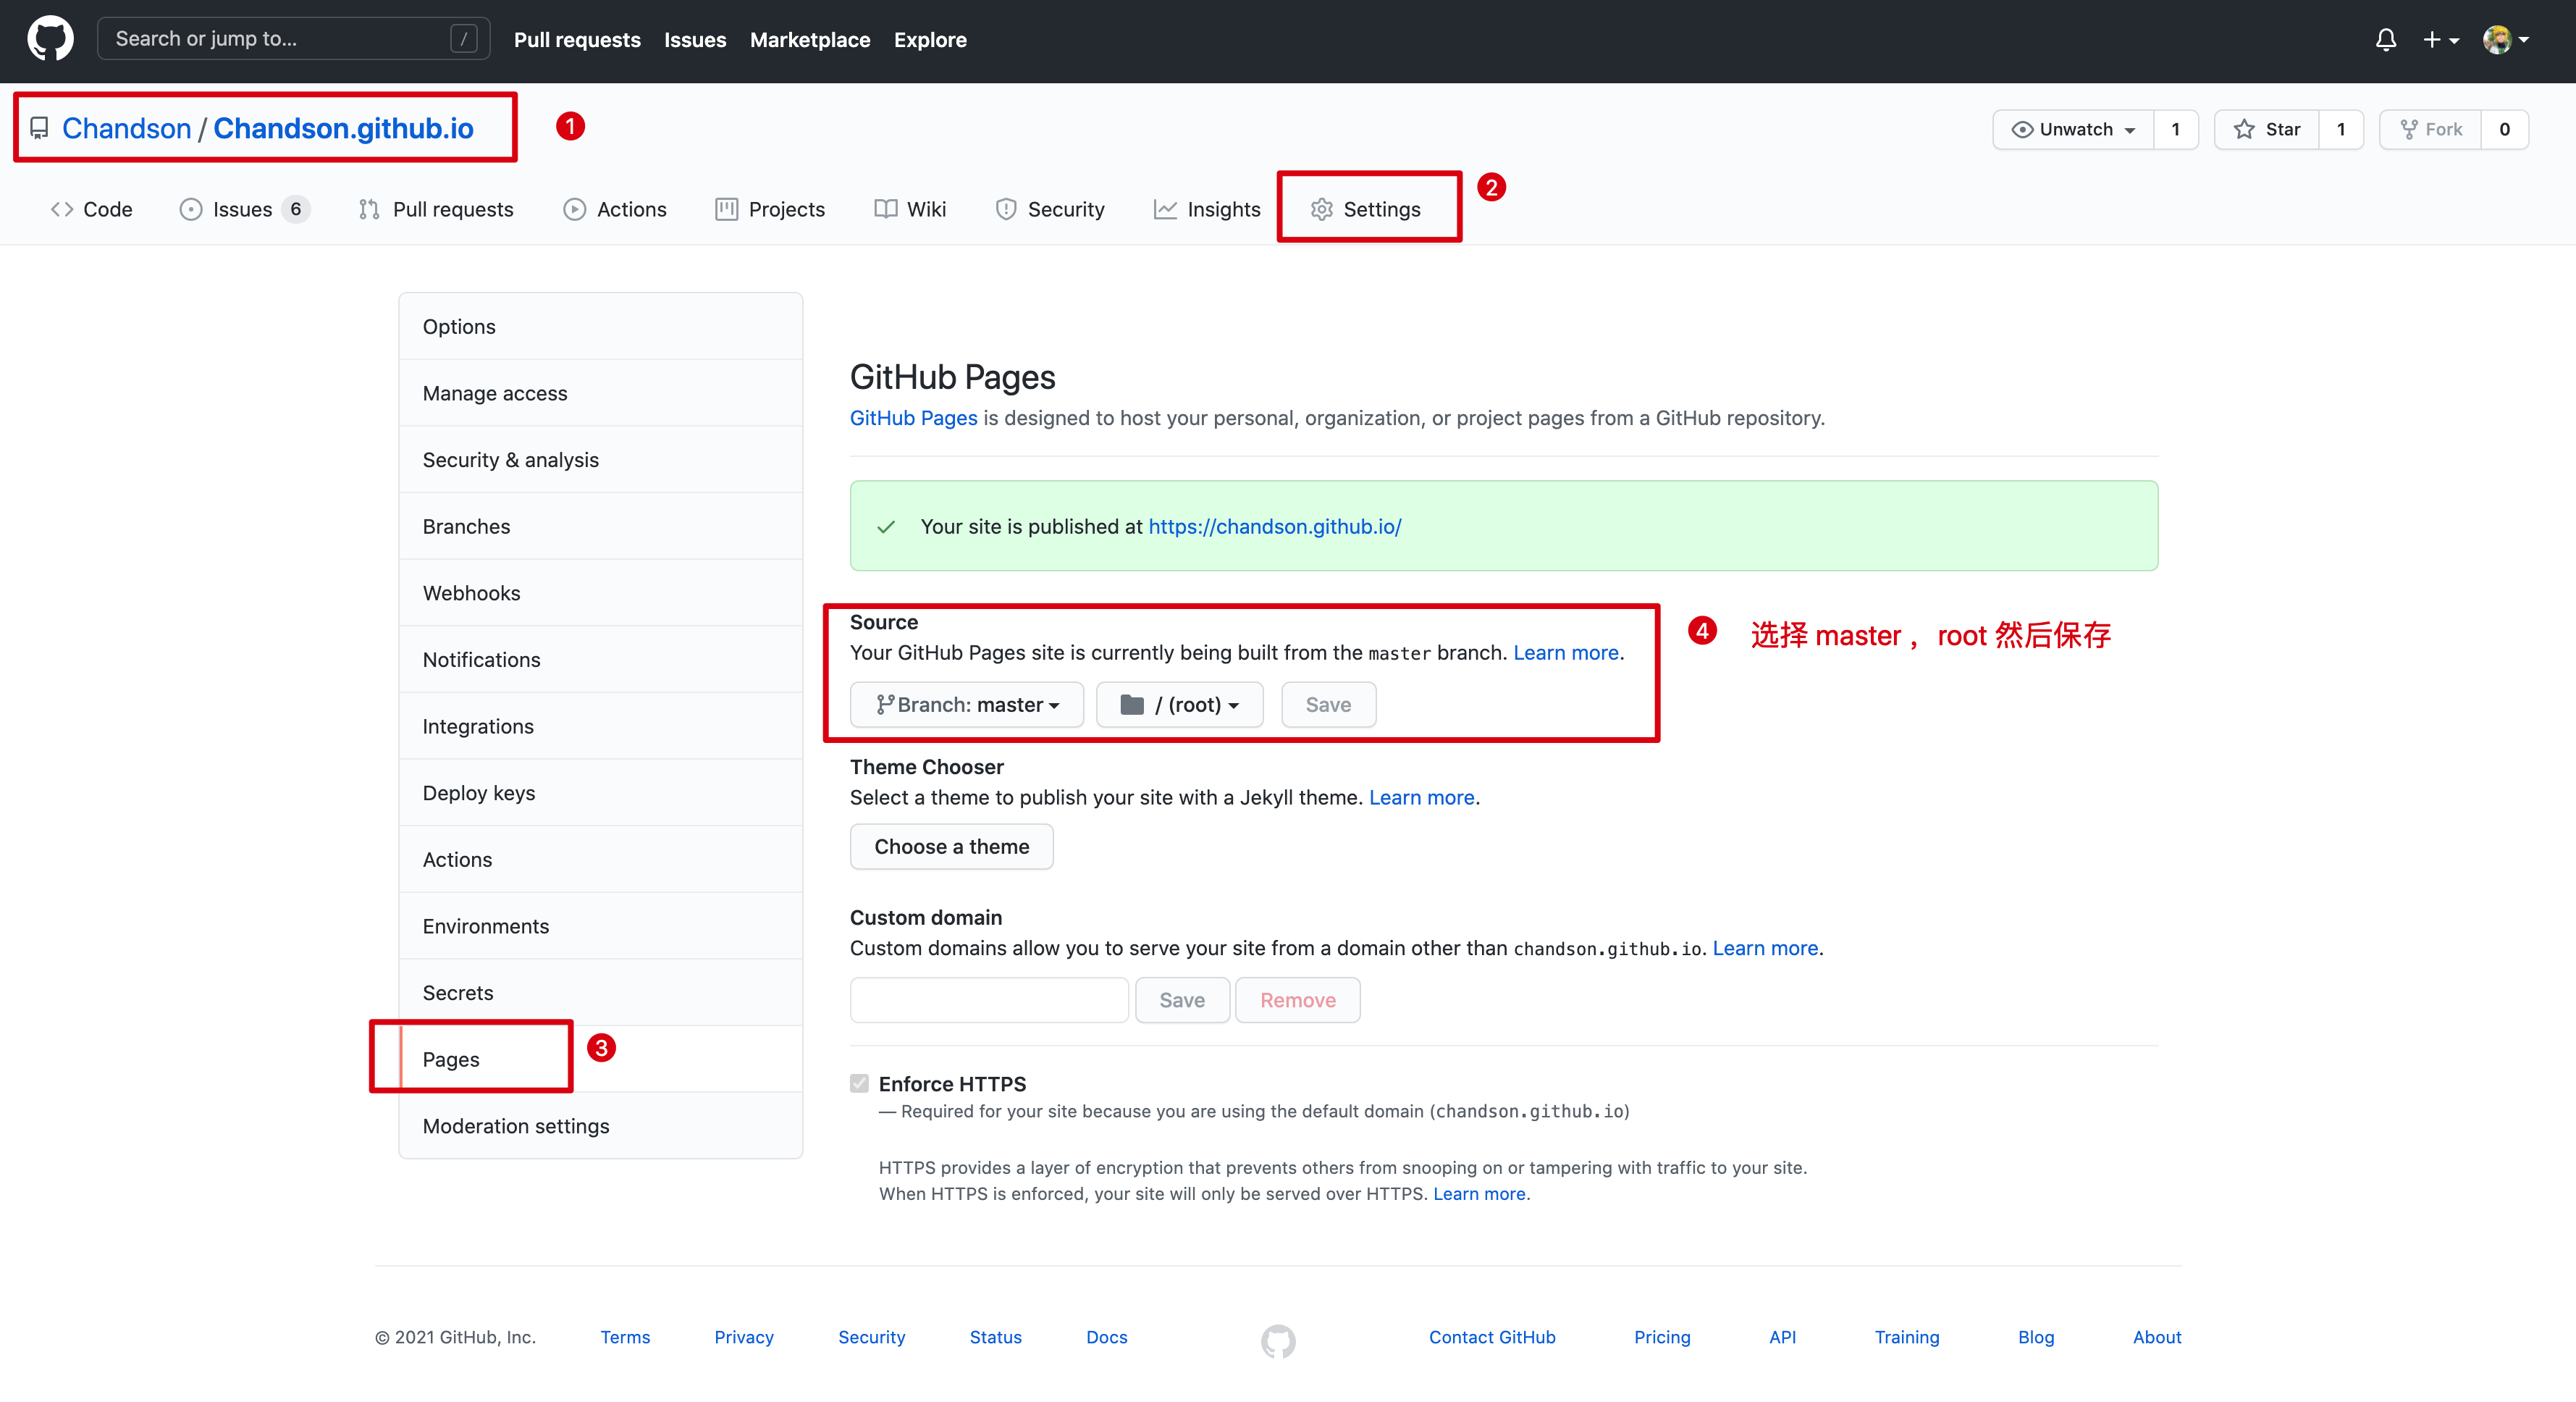 Search or jump to... /
Pull requests Issues Marketplace Explore
Chandson / Chandson.github.io
1
Unwatch 1
Star 1
Fork 0
Code
Issues 6
Pull requests
Actions
Projects
Wiki
Security
Insights
Settings
2
Options
Manage access
Security & analysis
Branches
Webhooks
Notifications
Integrations
Deploy keys
Actions
Environments
Secrets
Pages
3
Moderation settings
GitHub Pages
GitHub Pages is designed to host your personal, organization, or project pages from a GitHub repository.
Your site is published at https://chandson.github.io/
Source
Your GitHub Pages site is currently being built from the master branch. Learn more.
Branch: master / (root) Save
4 选择 master ，root 然后保存
Theme Chooser
Select a theme to publish your site with a Jekyll theme. Learn more.
Choose a theme
Custom domain
Custom domains allow you to serve your site from a domain other than chandson.github.io. Learn more.
Save Remove
Enforce HTTPS
— Required for your site because you are using the default domain (chandson.github.io)
HTTPS provides a layer of encryption that prevents others from snooping on or tampering with traffic to your site.
When HTTPS is enforced, your site will only be served over HTTPS. Learn more.
© 2021 GitHub, Inc. Terms Privacy Security Status Docs Contact GitHub Pricing API Training Blog About